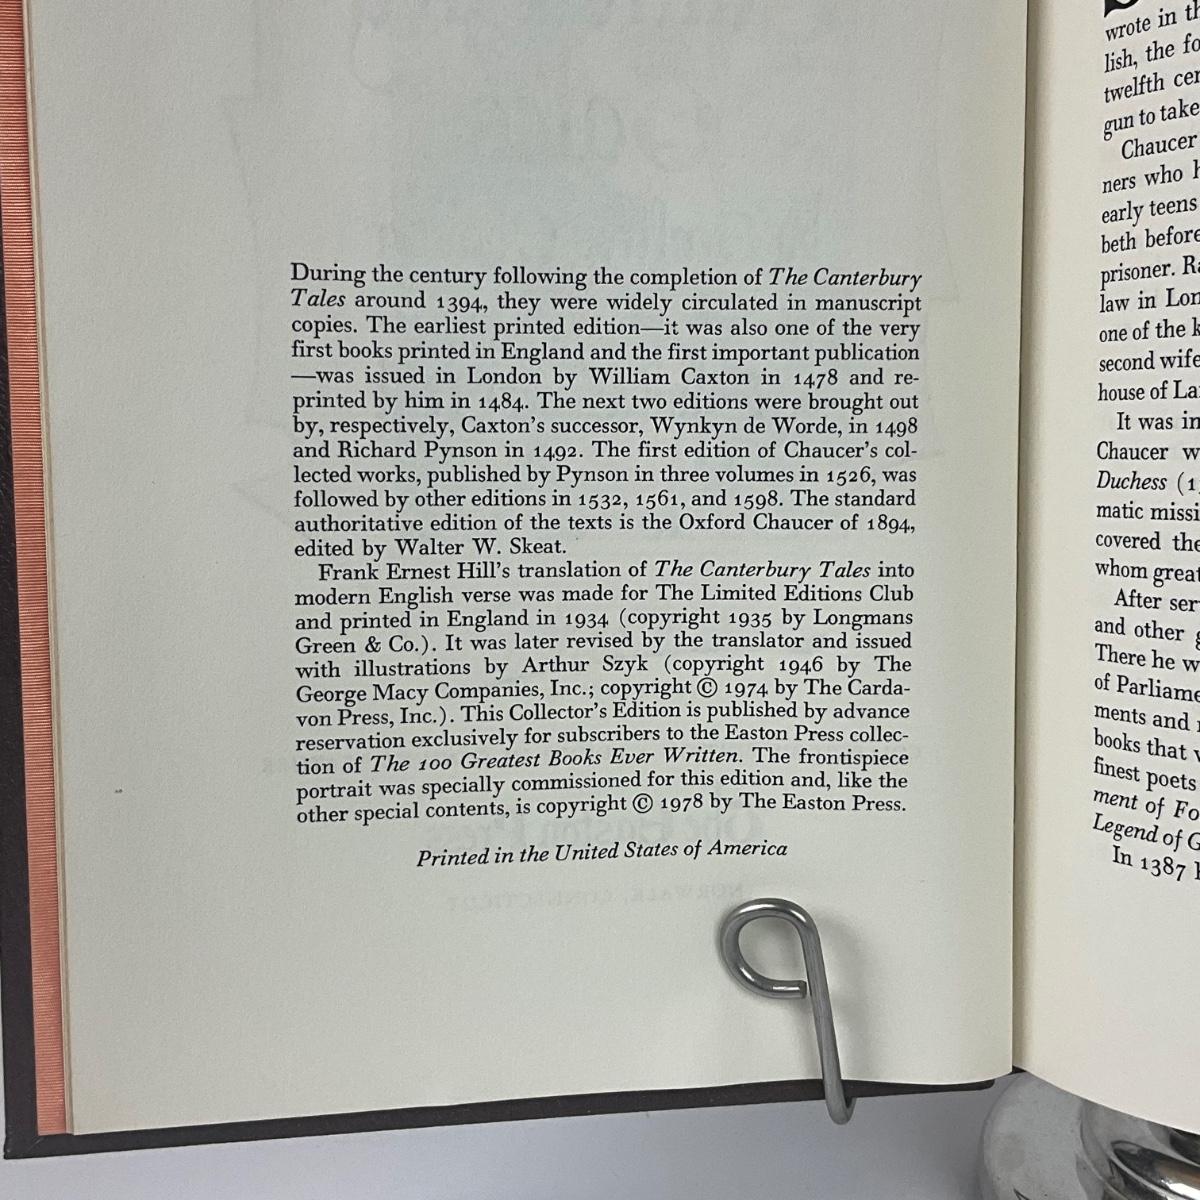 During the century following the completion of The Canterbury
Tales around 1394, they were widely circulated in manuscript
copies. The earliest printed edition—it was also one of the very
first books printed in England and the first important publication
—was issued in London by William Caxton in 1478 and re-
printed by him in 1484. The next two editions were brought out
by, respectively, Caxton's successor, Wynkyn de Worde, in 1498
and Richard Pynson in 1492. The first edition of Chaucer's col-
lected works, published by Pynson in three volumes in 1526, was
followed by other editions in 1532, 1561, and 1598. The standard
authoritative edition of the texts is the Oxford Chaucer of 1894,
edited by Walter W. Skeat.
Frank Ernest Hill's translation of The Canterbury Tales into
modern English verse was made for The Limited Editions Club
and printed in England in 1934 (copyright 1935 by Longmans
Green & Co.). It was later revised by the translator and issued
with illustrations by Arthur Szyk (copyright 1946 by The
George Macy Companies, Inc.; copyright © 1974 by The Carda-
von Press, Inc.). This Collector's Edition is published by advance
reservation exclusively for subscribers to the Easton Press collec-
tion of The 100 Greatest Books Ever Written. The frontispiece
portrait was specially commissioned for this edition and, like the
other special contents, is copyright © 1978 by The Easton Press.
Printed in the United States of America
wrote in
lish, the
twelfth
gun to take
Chaucer
ners who
early teens
beth before
prisoner.
law in
one of the
second wife
house of
It was in
Chaucer
Duchess
matic
covered the
whom great
After
and other
There he
of
ments and
books that
finest poets
ment of
Legend of
In 1387